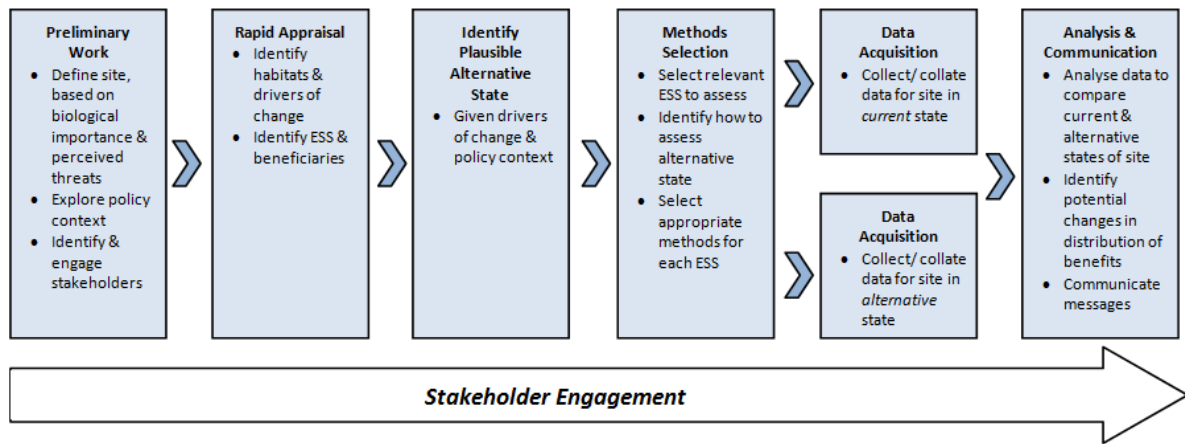 Preliminary
Work
• Define site,
based on
biological
importance &
perceived
threats
• Explore policy
context
• Identify &
engage
stakeholders
Rapid Appraisal
• Identify
habitats &
drivers of
change
• Identify ESS &
beneficiaries
Identify
Plausible
Alternative
State
• Given drivers
of change &
policy context
Methods
Selection
• Select relevant
ESS to assess
• Identify how to
assess
alternative
state
• Select
appropriate
methods for
each ESS
Data
Acquisition
• Collect/ collate
data for site in
current state
Data
Acquisition
• Collect/ collate
data for site in
alternative
state
Analysis &
Communication
• Analyse data to
compare
current &
alternative
states of site
• Identify
potential
changes in
distribution of
benefits
• Communicate
messages
Stakeholder Engagement